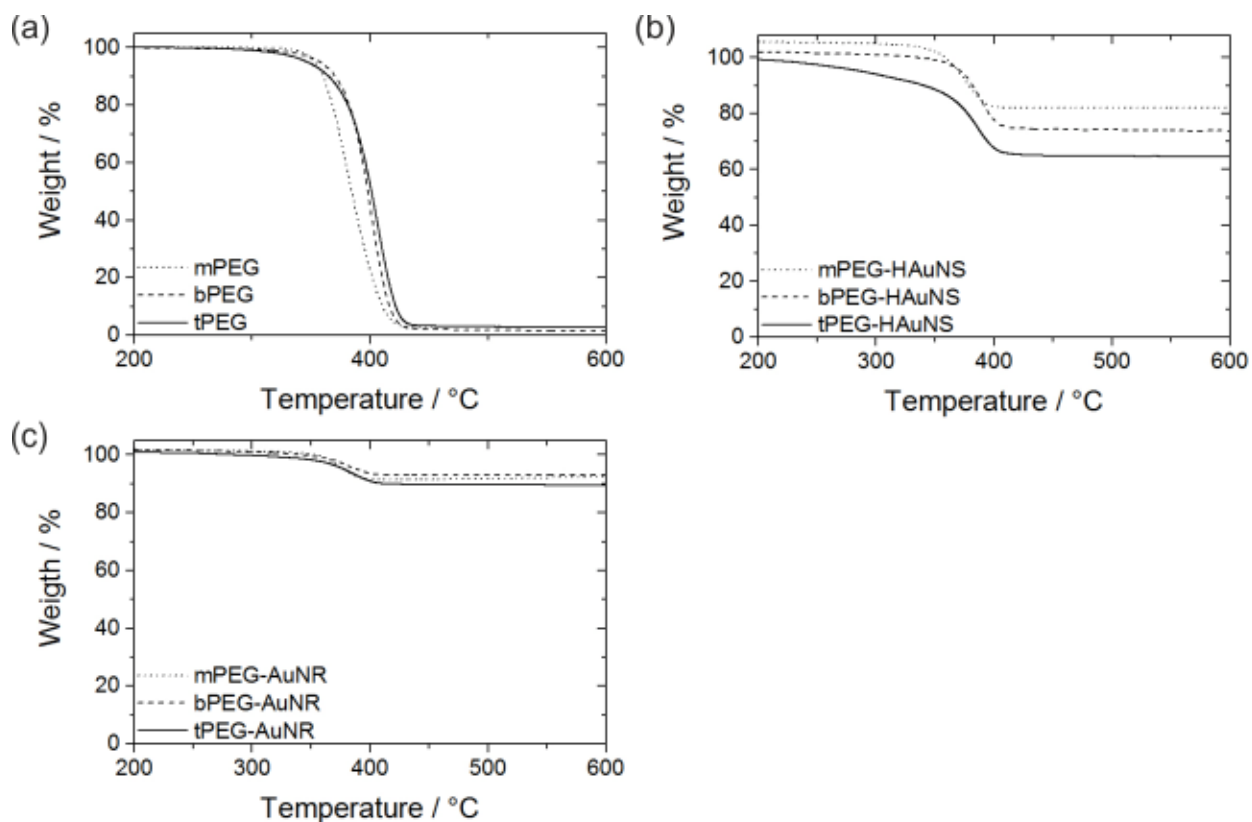 (a)
Weight / %
100
80
60
40
20
0
mPEG
bPEG
tPEG
200
400
600
Temperature / °C
(b)
Weight / %
100
80
60
40
20
0
mPEG-HAuNS
bPEG-HAuNS
tPEG-HAuNS
200
300
400
500
600
Temperature / °C
(c)
Weigth / %
100
80
60
40
20
0
mPEG-AuNR
bPEG-AuNR
tPEG-AuNR
200
300
400
500
600
Temperature / °C